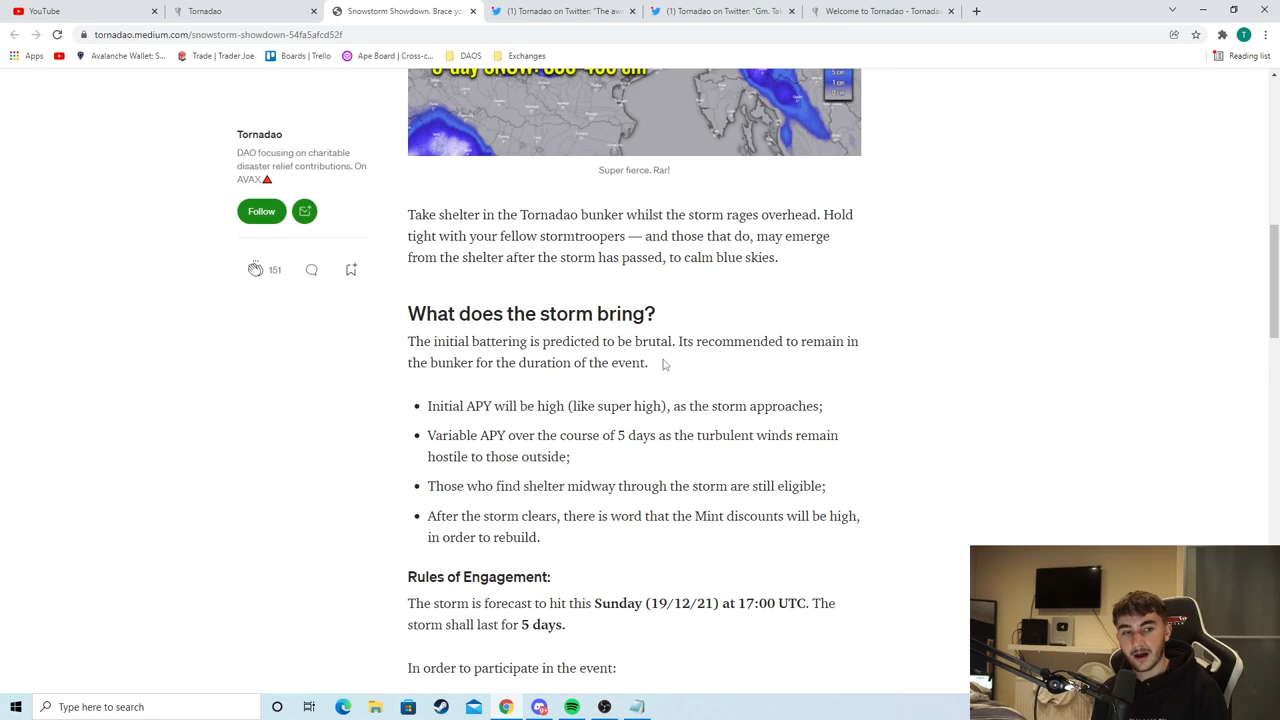 YouTube
Tornadao
Snowstorm Showdown. Brace yo
(1) Tornadao on Twitter: "The aw
(1) Tornadao on Twitter: "Gm. Tak
Welcome to Tornadao - Tornadao
tornadao.medium.com/snowstorm-showdown-54fa5afcd52f
Apps
Avalanche Wallet: S...
Trade | Trader Joe
Boards | Trello
Ape Board | Cross-c...
DAOS
Exchanges
Reading list
5 cm
1 cm
0 cm
Super fierce. Rar!
Tornadao
DAO focusing on charitable
disaster relief contributions. On
AVAX
Follow
151
Take shelter in the Tornadao bunker whilst the storm rages overhead. Hold
tight with your fellow stormtroopers — and those that do, may emerge
from the shelter after the storm has passed, to calm blue skies.
What does the storm bring?
The initial battering is predicted to be brutal. Its recommended to remain in
the bunker for the duration of the event.
• Initial APY will be high (like super high), as the storm approaches;
• Variable APY over the course of 5 days as the turbulent winds remain
hostile to those outside;
• Those who find shelter midway through the storm are still eligible;
• After the storm clears, there is word that the Mint discounts will be high,
in order to rebuild.
Rules of Engagement:
The storm is forecast to hit this Sunday (19/12/21) at 17:00 UTC. The
storm shall last for 5 days.
In order to participate in the event:
Type here to search